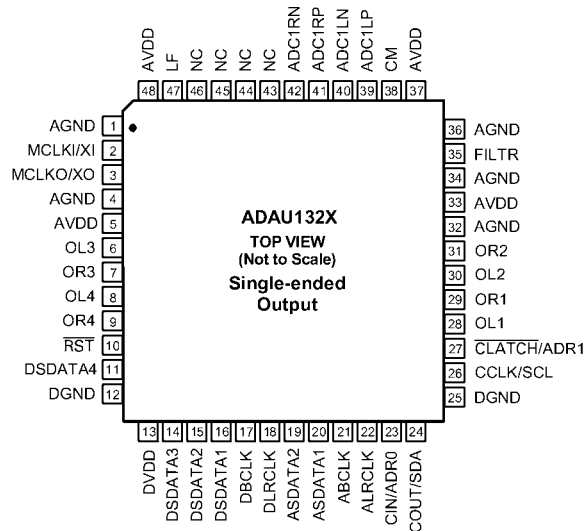 AVDD
LF
NC
NC
NC
NC
ADC1RN
ADC1RP
ADC1LN
ADC1LP
CM
AVDD
48 47 46 45 44 43 42 41 40 39 38 37
AGND 1
MCLKI/XI 2
MCLKO/XO 3
AGND 4
AVDD 5
OL3 6
OR3 7
OL4 8
OR4 9
RST 10
DSDATA4 11
DGND 12
ADAU132X
TOP VIEW
(Not to Scale)
Single-ended
Output
36 AGND
35 FILTR
34 AGND
33 AVDD
32 AGND
31 OR2
30 OL2
29 OR1
28 OL1
27 CLATCH/ADR1
26 CCLK/SCL
25 DGND
13 14 15 16 17 18 19 20 21 22 23 24
DVDD
DSDATA3
DSDATA2
DSDATA1
DBCLK
DLRCLK
ASDATA2
ASDATA1
ABCLK
ALRCLK
CIN/ADR0
COUT/SDA